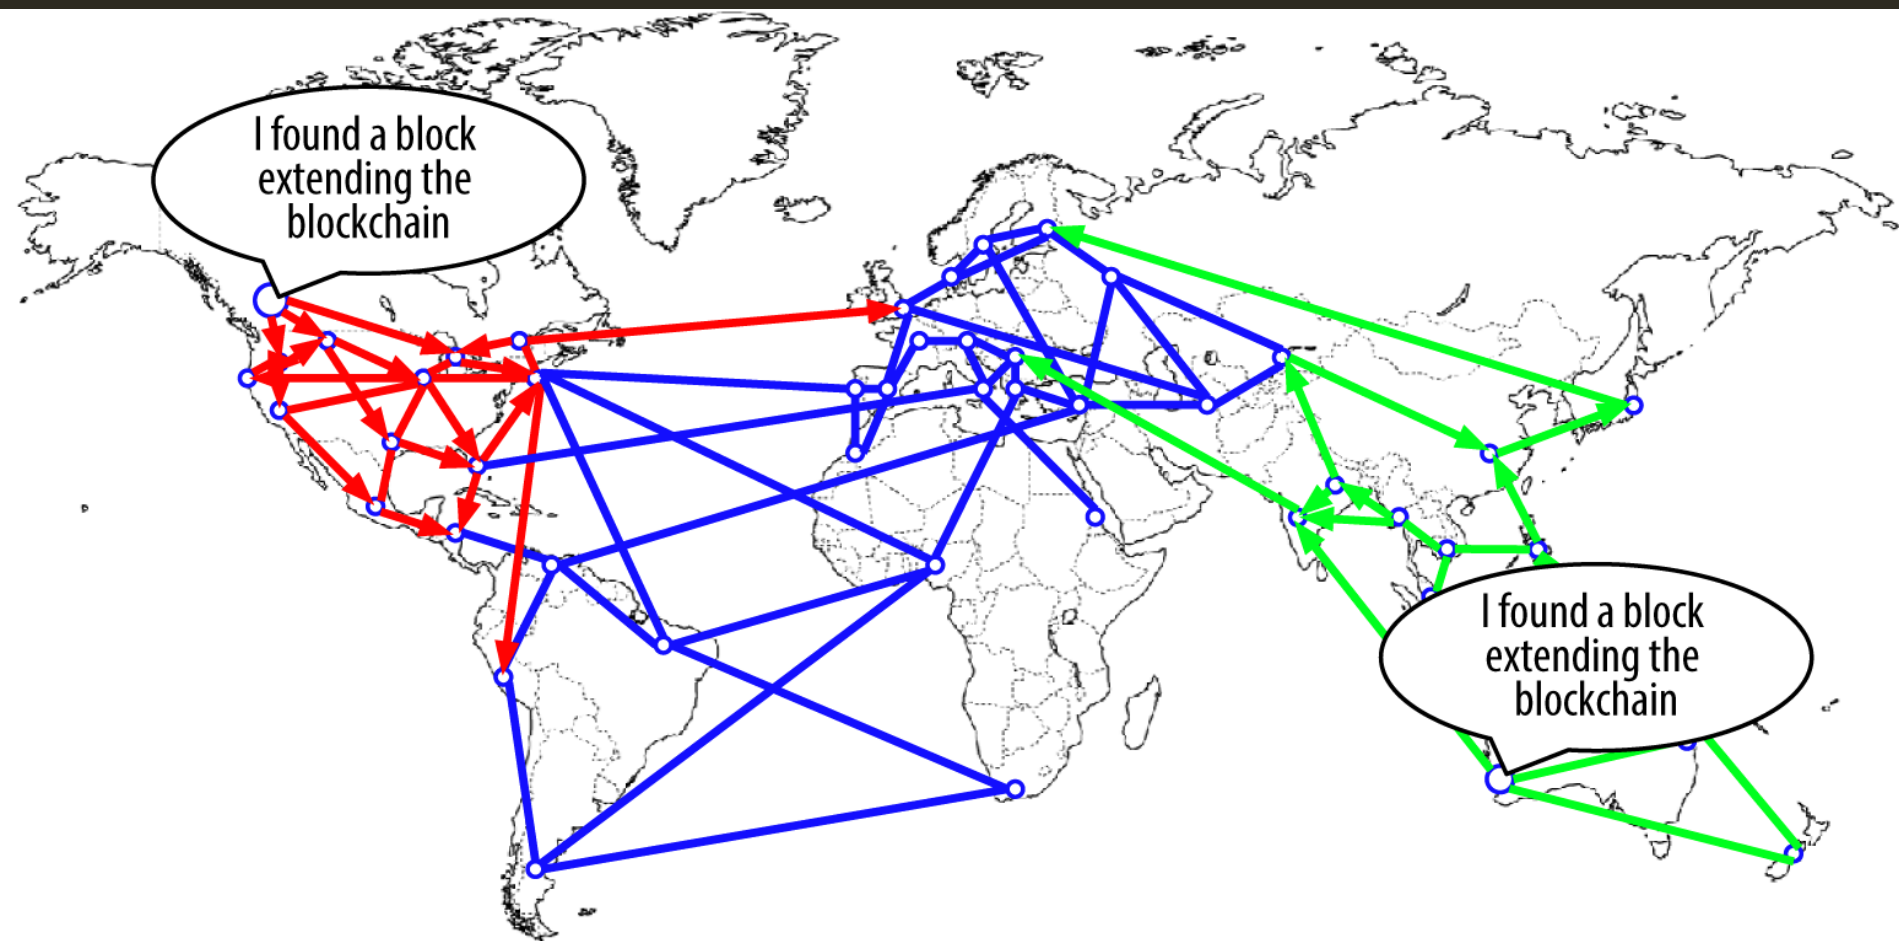 I found a block
extending the
blockchain
I found a block
extending the
blockchain